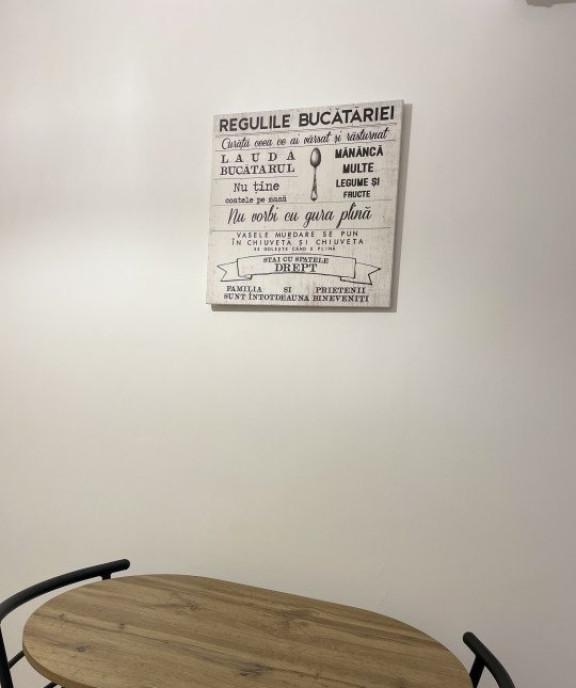 REGULILE BUCĂTĂRIEI
Curăță ceea ce ai vărsat și răsturnat
LAUDĂ
BUCĂTARUL
Nu ține
coatele pe masă
MĂNÂNCĂ
MULTE
LEGUME ȘI
FRUCTE
Nu vorbi cu gura plină
VASELE MURDARE SE PUN
ÎN CHIUVETĂ ȘI CHIUVETA
SE GOLEȘTE CÂND E PLINĂ
STAI CU SPATELE
DREPT
FAMILIA SI PRIETENII
SUNT ÎNTOTDEAUNA BINEVENIȚI